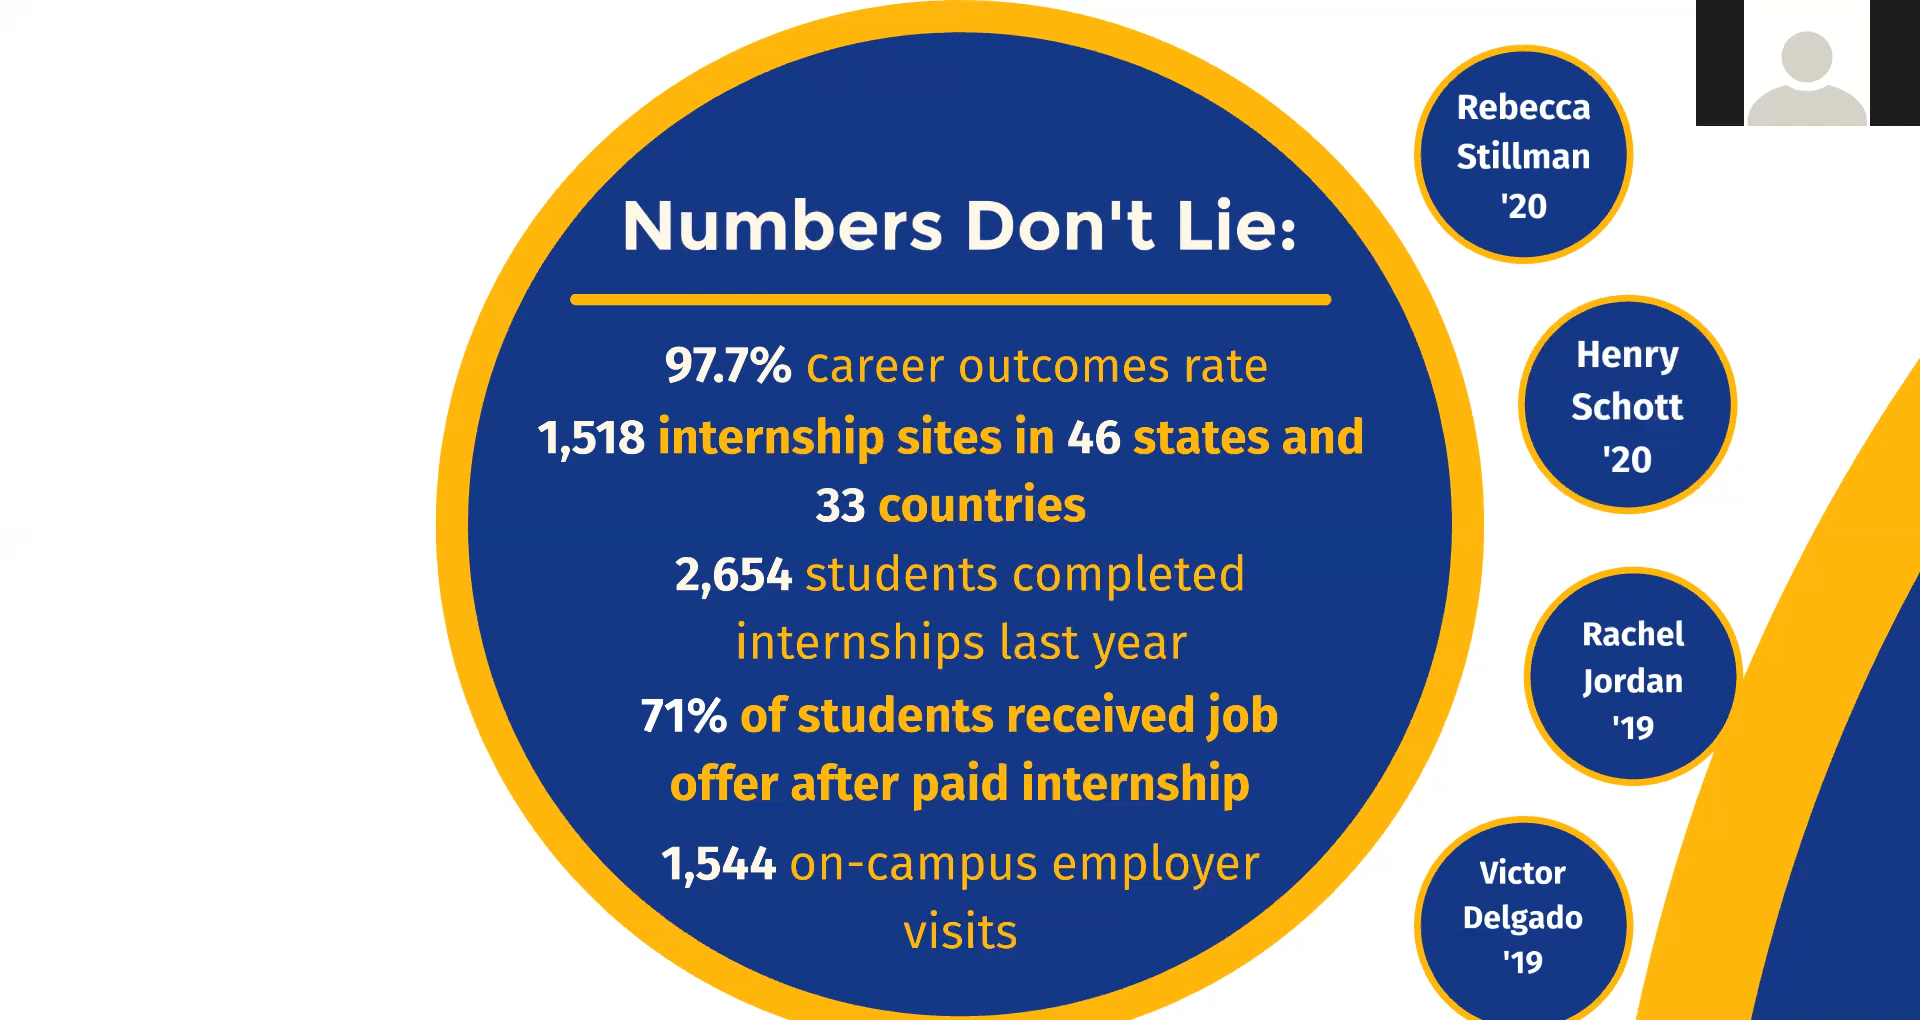 Numbers Don't Lie:
97.7% career outcomes rate
1,518 internship sites in 46 states and
33 countries
2,654 students completed
internships last year
71% of students received job
offer after paid internship
1,544 on-campus employer
visits
Rebecca
Stillman
'20
Henry
Schott
'20
Rachel
Jordan
'19
Victor
Delgado
'19